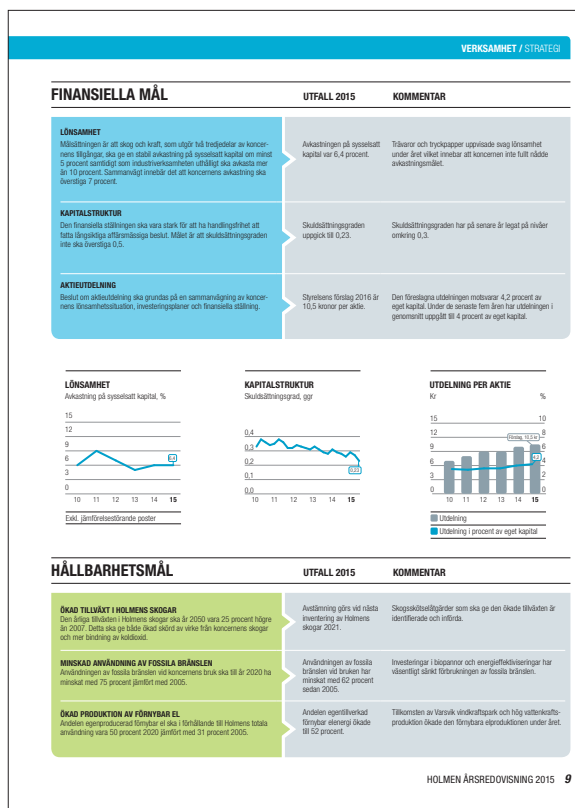 VERKSAMHET / STRATEGI
FINANSIELLA MÅL
UTFALL 2015
KOMMENTAR
LÖNSAMHET
Målsättningen är att skog och kraft, som utgör två tredjedelar av koncer-
nens tillgångar, ska ge en stabil avkastning på sysselsatt kapital om minst
5 procent samtidigt som industriverksamheten uthålligt ska avkasta mer
än 10 procent. Sammanvägt innebär det att koncernens avkastning ska
överstiga 7 procent.
Avkastningen på sysselsatt
kapital var 6,4 procent.
Trävaror och tryckpapper uppvisade svag lönsamhet
under året vilket innebar att koncernen inte fullt nådde
avkastningsmålet.
KAPITALSTRUKTUR
Den finansiella ställningen ska vara stark för att ha handlingsfrihet att
fatta långsiktiga affärsmässiga beslut. Målet är att skuldsättningsgraden
inte ska överstiga 0,5.
Skuldsättningsgraden
uppgick till 0,23.
Skuldsättningsgraden har på senare år legat på nivåer
omkring 0,3.
AKTIEUTDELNING
Beslut om aktieutdelning ska grundas på en sammanvägning av koncer-
nens lönsamhetssituation, investeringsplaner och finansiella ställning.
Styrelsens förslag 2016 är
10,5 kronor per aktie.
Den föreslagna utdelningen motsvarar 4,2 procent av
eget kapital. Under de senaste fem åren har utdelningen i
genomsnitt uppgått till 4 procent av eget kapital.
LÖNSAMHET
Avkastning på sysselsatt kapital, %
15
12
9
6
3
0
6,4
10 11 12 13 14 15
Exkl. jämförelsestörande poster
KAPITALSTRUKTUR
Skuldsättningsgrad, ggr
0,4
0,3
0,2
0,1
0,0
0,23
10 11 12 13 14 15
UTDELNING PER AKTIE
Kr %
15 10
12 8
9 6
6 4
3 2
0 0
Förslag, 10,5 kr
4,2
10 11 12 13 14 15
Utdelning
Utdelning i procent av eget kapital
HÅLLBARHETSMÅL
UTFALL 2015
KOMMENTAR
ÖKAD TILLVÄXT I HOLMENS SKOGAR
Den årliga tillväxten i Holmens skogar ska år 2050 vara 25 procent högre
än 2007. Detta ska ge både ökad skörd av virke från koncernens skogar
och mer bindning av koldioxid.
Avstämning görs vid nästa
inventering av Holmens
skogar 2021.
Skogsskötselåtgärder som ska ge den ökade tillväxten är
identifierade och införda.
MINSKAD ANVÄNDNING AV FOSSILA BRÄNSLEN
Användningen av fossila bränslen vid koncernens bruk ska till år 2020 ha
minskat med 75 procent jämfört med 2005.
Användningen av fossila
bränslen vid bruken har
minskat med 62 procent
sedan 2005.
Investeringar i biopannor och energieffektiviseringar har
väsentligt sänkt förbrukningen av fossila bränslen.
ÖKAD PRODUKTION AV FÖRNYBAR EL
Andelen egenproducerad förnybar el ska i förhållande till Holmens totala
användning vara 50 procent 2020 jämfört med 31 procent 2005.
Andelen egentillverkad
förnybar elenergi ökade
till 52 procent.
Tillkomsten av Varsvik vindkraftspark och hög vattenkrafts-
produktion ökade den förnybara elproduktionen under året.
HOLMEN ÅRSREDOVISNING 2015 9